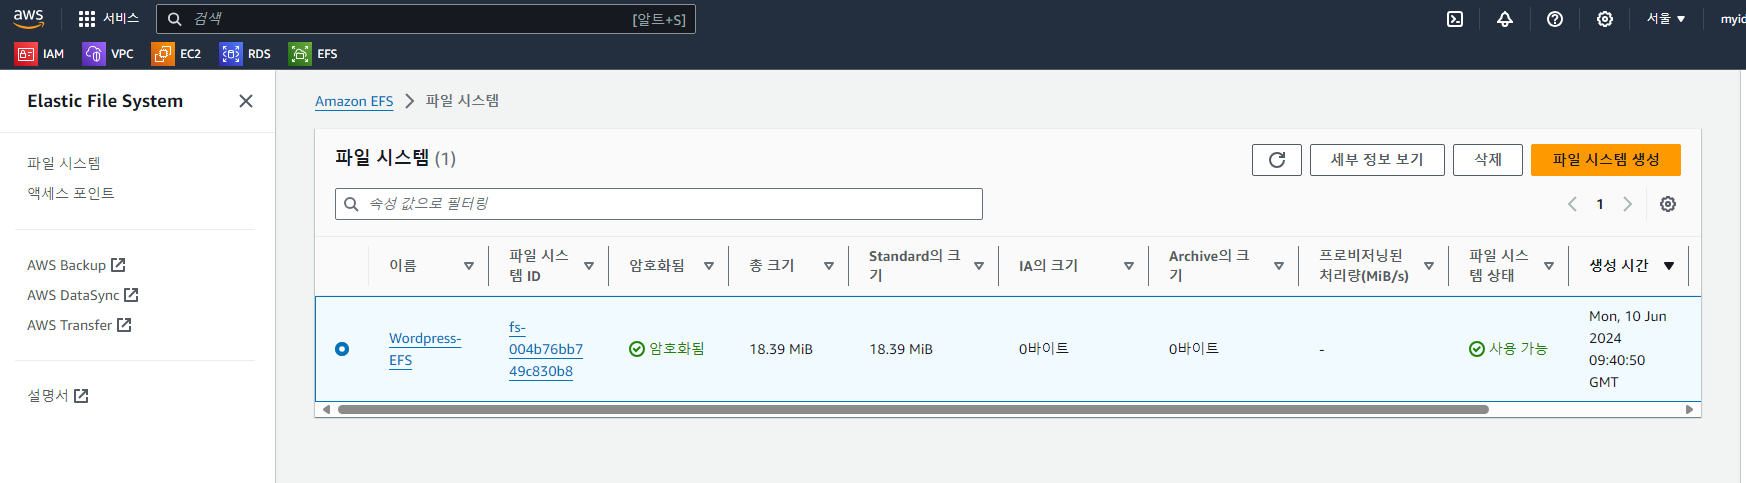 aws
서비스
검색
[알트+S]
서울
myid
IAM
VPC
EC2
RDS
EFS
Elastic File System
파일 시스템
액세스 포인트
AWS Backup
AWS DataSync
AWS Transfer
설명서
Amazon EFS
파일 시스템
파일 시스템 (1)
세부 정보 보기
삭제
파일 시스템 생성
속성 값으로 필터링
1
이름
파일 시스
템 ID
암호화됨
총 크기
Standard의 크
기
IA의 크기
Archive의 크
기
프로비저닝된
처리량(MiB/s)
파일 시스
템 상태
생성 시간
Wordpress-
EFS
fs-
004b76bb7
49c830b8
암호화됨
18.39 MiB
18.39 MiB
0바이트
0바이트
-
사용 가능
Mon, 10 Jun
2024
09:40:50
GMT